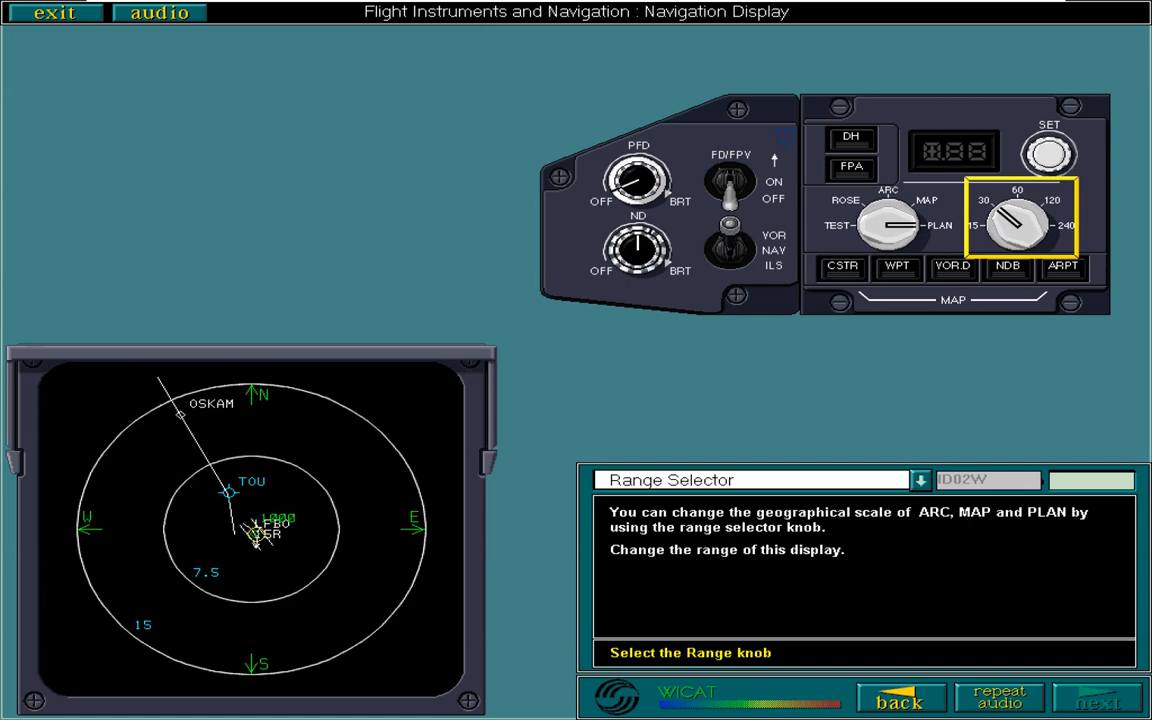 exit
audio
Flight Instruments and Navigation : Navigation Display
PFD
OFF
BRT
ND
OFF
BRT
FD/FPV
ON
OFF
VOR
NAV
ILS
DH
FPA
SET
ROSE
ARC
MAP
TEST
PLAN
15
30
60
120
240
CSTR
WPT
VOR.D
NDB
ARPT
MAP
OSKAM
N
TOU
W
E
1000
LFBO
7.5
15
S
Range Selector
ID02W
You can change the geographical scale of ARC, MAP and PLAN by
using the range selector knob.
Change the range of this display.
Select the Range knob
WICAT
back
repeat
audio
next